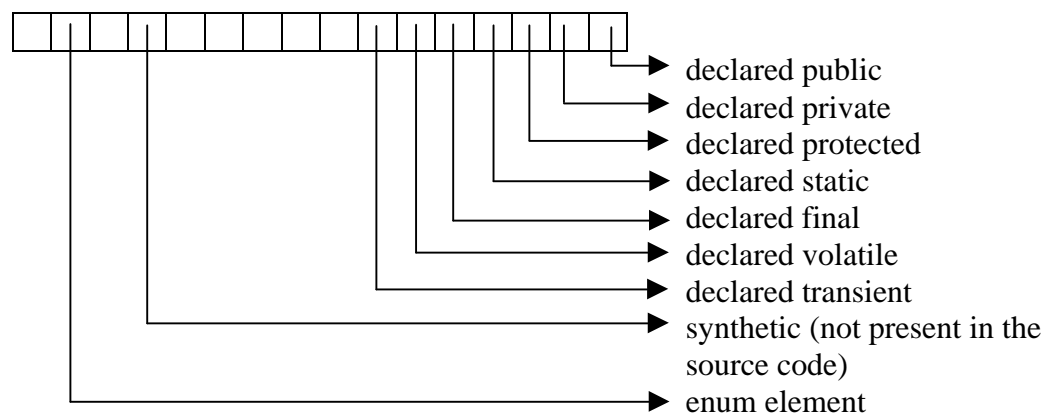 declared public
declared private
declared protected
declared static
declared final
declared volatile
declared transient
synthetic (not present in the
source code)
enum element